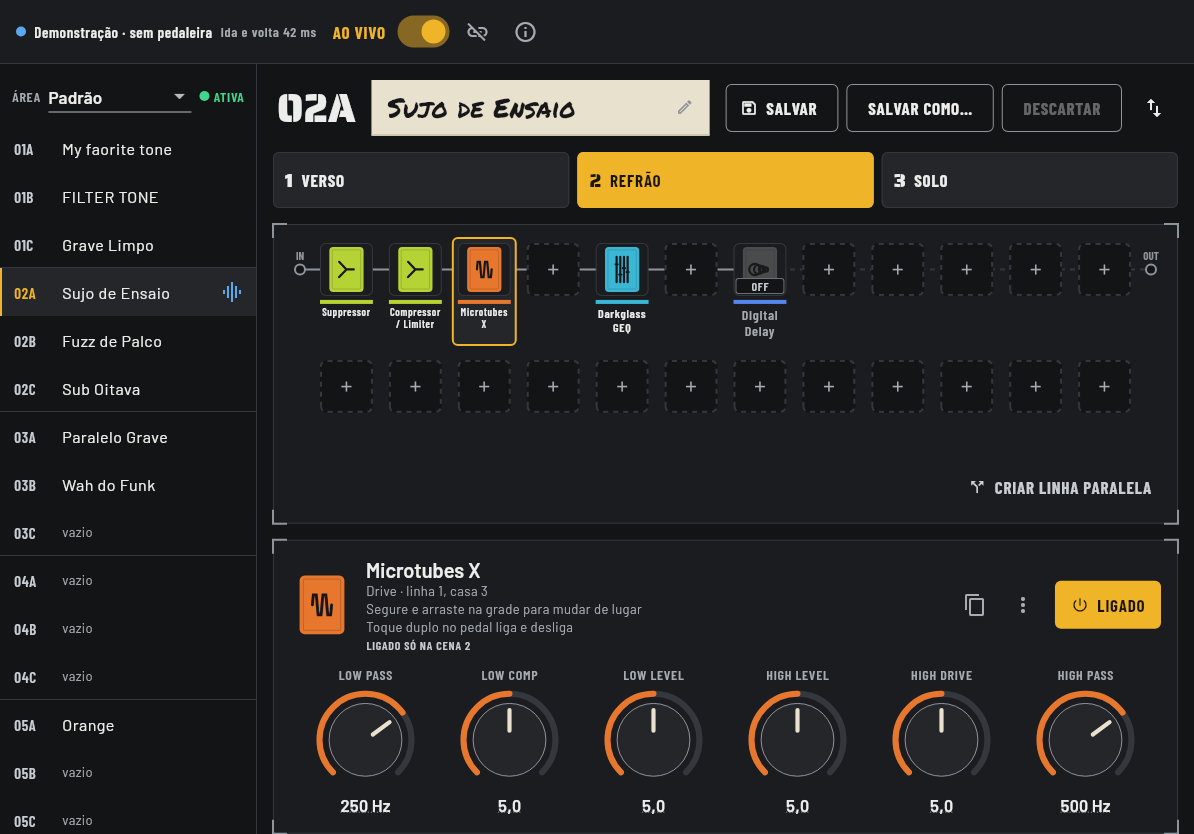 Demonstração · sem pedaleira Ida e volta 42 ms AO VIVO
ÁREA Padrão ATIVA
01A My faorite tone
01B FILTER TONE
01C Grave Limpo
02A Sujo de Ensaio
02B Fuzz de Palco
02C Sub Oitava
03A Paralelo Grave
03B Wah do Funk
03C vazio
04A vazio
04B vazio
04C vazio
05A Orange
05B vazio
05C vazio
02A Sujo de Ensaio SALVAR SALVAR COMO... DESCARTAR
1 VERSO 2 REFRÃO 3 SOLO
IN + + OFF + + + + + OUT
Suppressor
Compressor
/ Limiter
Microtubes
X
Darkglass
GEQ
Digital
Delay
+ + + + + + + + + + + +
CRIAR LINHA PARALELA
Microtubes X
Drive · linha 1, casa 3
Segure e arraste na grade para mudar de lugar
Toque duplo no pedal liga e desliga
LIGADO SÓ NA CENA 2
LIGADO
LOW PASS LOW COMP LOW LEVEL HIGH LEVEL HIGH DRIVE HIGH PASS
250 Hz 5,0 5,0 5,0 5,0 500 Hz